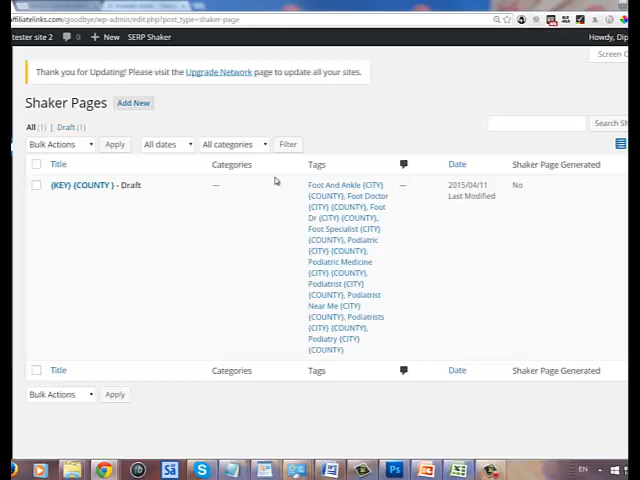 affiliatelinks.com/goodbye/wp-admin/edit.php?post_type=shaker-page
tester site 2 0 + New SERP Shaker Howdy, Dip
Screen O
Thank you for Updating! Please visit the Upgrade Network page to update all your sites.
Shaker Pages Add New
All (1) | Draft (1)
Search Sh
Bulk Actions Apply All dates All categories Filter
Title Categories Tags Date Shaker Page Generated
{KEY} {COUNTY } - Draft — Foot And Ankle {CITY} — 2015/04/11 No
{COUNTY}, Foot Doctor Last Modified
{CITY} {COUNTY}, Foot
Dr {CITY} {COUNTY},
Foot Specialist {CITY}
{COUNTY}, Podiatric
{CITY} {COUNTY},
Podiatric Medicine
{CITY} {COUNTY},
Podiatrist {CITY}
{COUNTY}, Podiatrist
Near Me {CITY}
{COUNTY}, Podiatrists
{CITY} {COUNTY},
Podiatry {CITY}
{COUNTY}
Title Categories Tags Date Shaker Page Generated
Bulk Actions Apply
EN